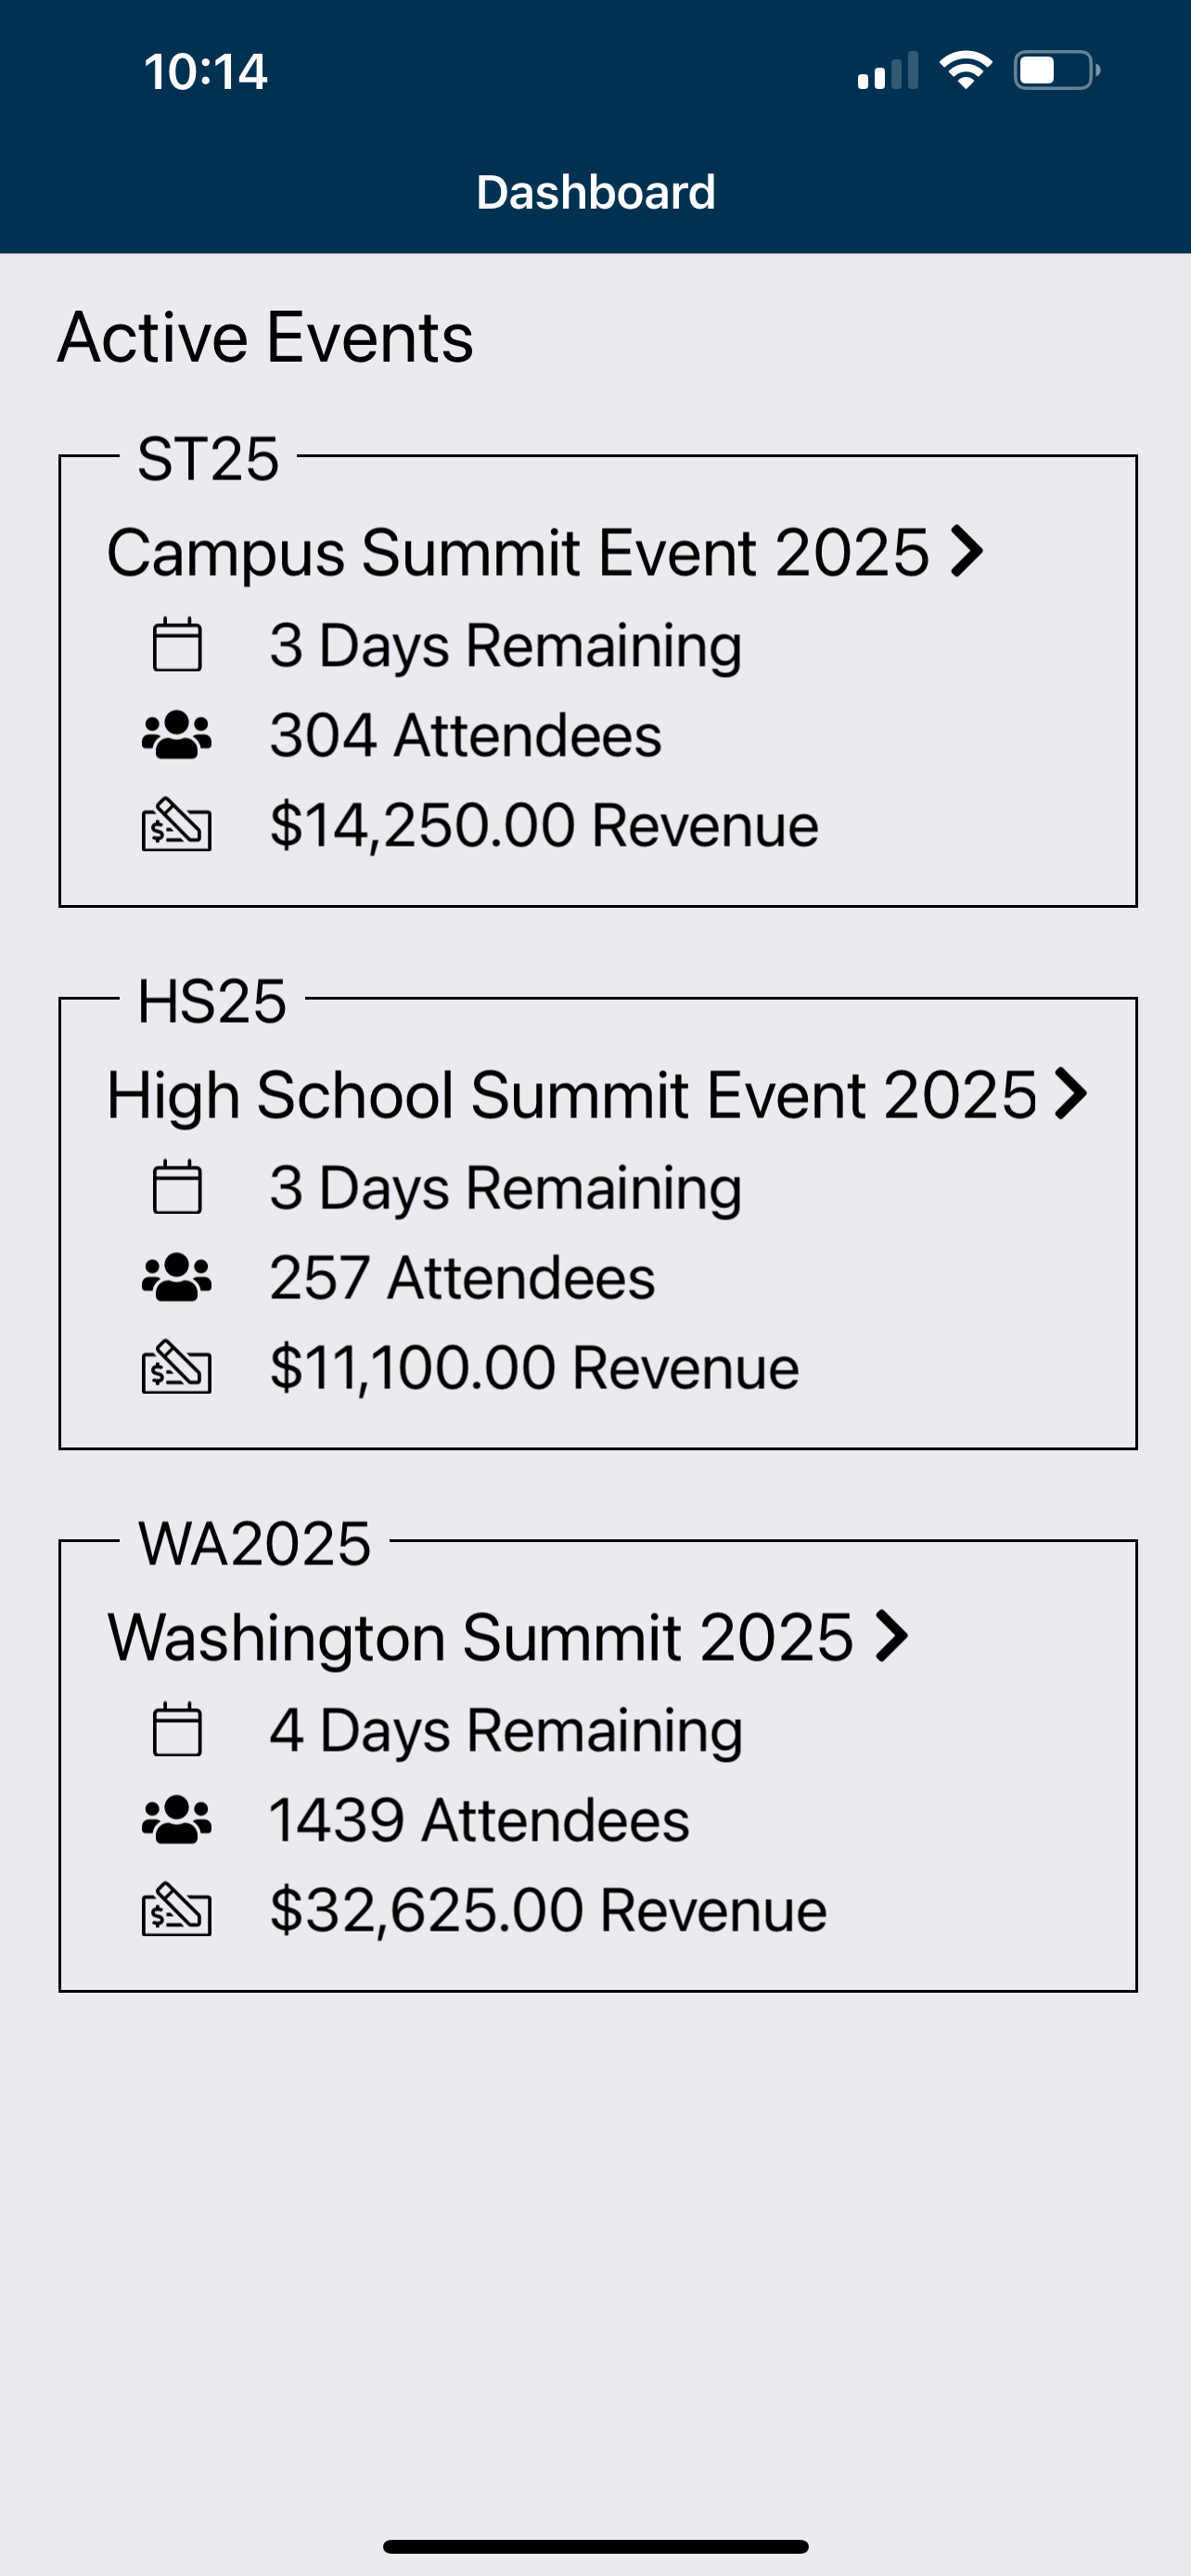 10:14
Dashboard
Active Events
ST25
Campus Summit Event 2025
3 Days Remaining
304 Attendees
$14,250.00 Revenue
HS25
High School Summit Event 2025
3 Days Remaining
257 Attendees
$11,100.00 Revenue
WA2025
Washington Summit 2025
4 Days Remaining
1439 Attendees
$32,625.00 Revenue